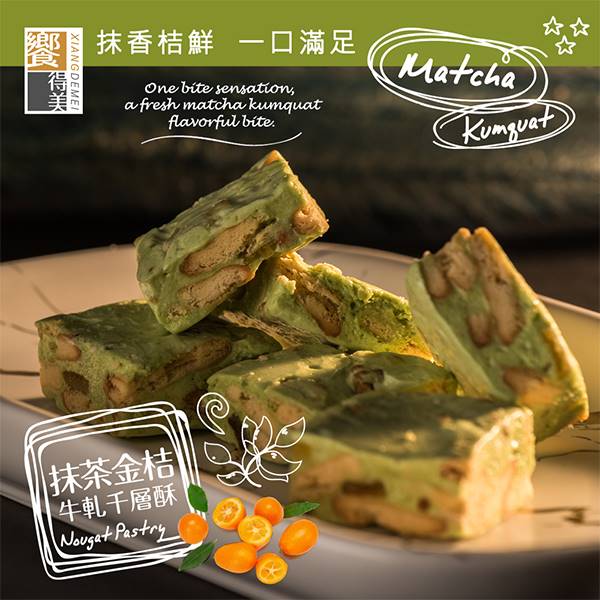 饗得美
XIANGDEMEI
抹香桔鮮 一口滿足
One bite sensation,
a fresh matcha kumquat
flavorful bite.
Matcha
Kumquat
抹茶金桔
牛軋千層酥
Nougat Pastry